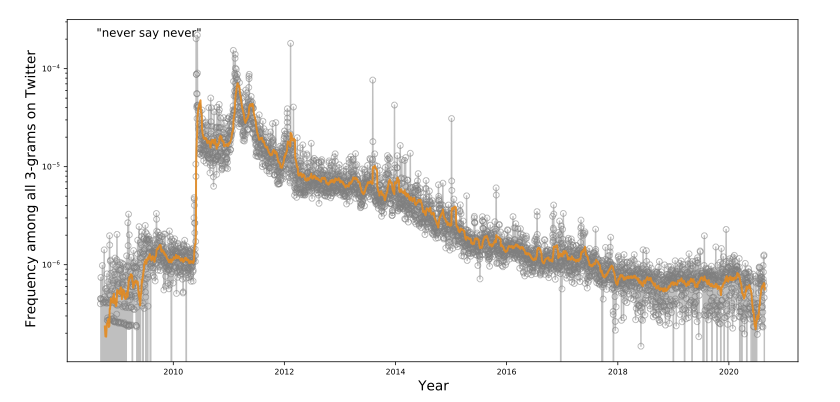 "never say never"
Frequency among all 3-grams on Twitter
10⁻⁴
10⁻⁵
10⁻⁶
2010 2012 2014 2016 2018 2020
Year